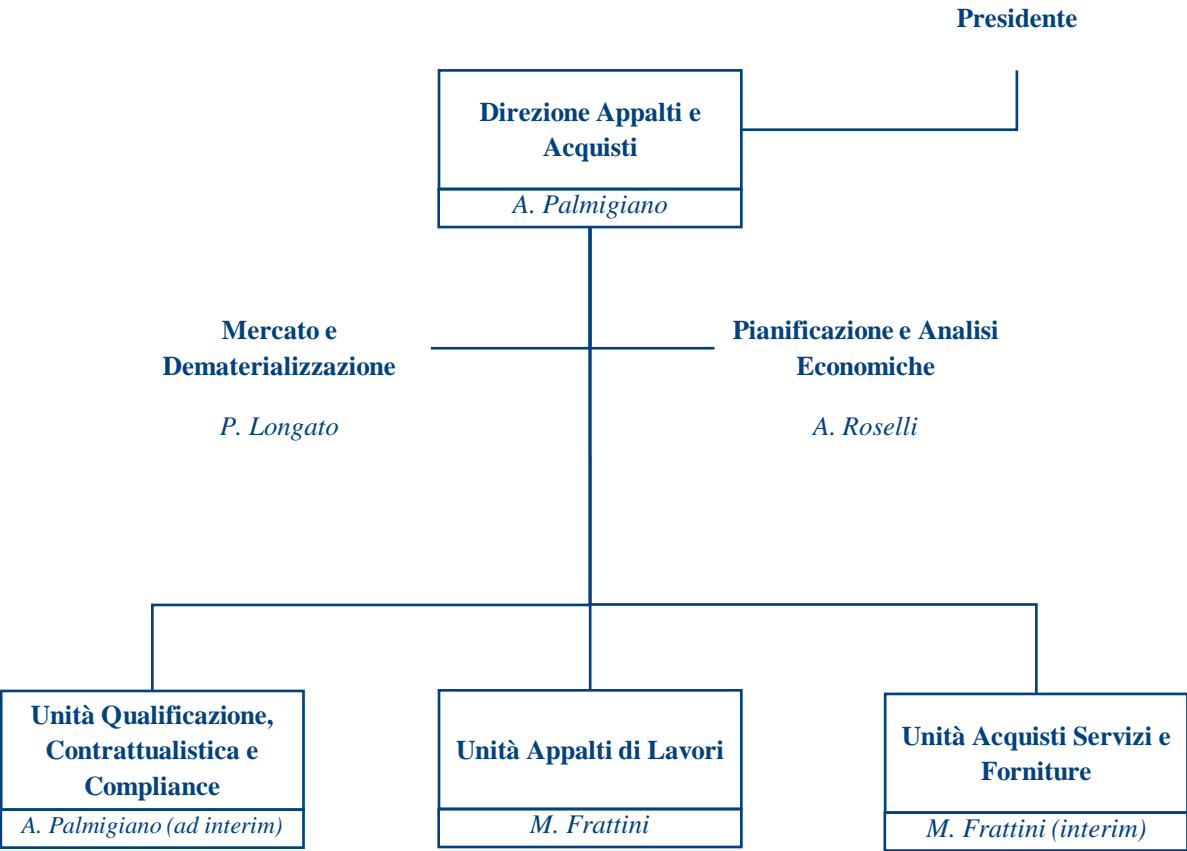 Presidente
Direzione Appalti e
Acquisti
A. Palmigiano
Mercato e
Dematerializzazione
P. Longato
Pianificazione e Analisi
Economiche
A. Roselli
Unità Qualificazione,
Contrattualistica e
Compliance
A. Palmigiano (ad interim)
Unità Appalti di Lavori
M. Frattini
Unità Acquisti Servizi e
Forniture
M. Frattini (interim)